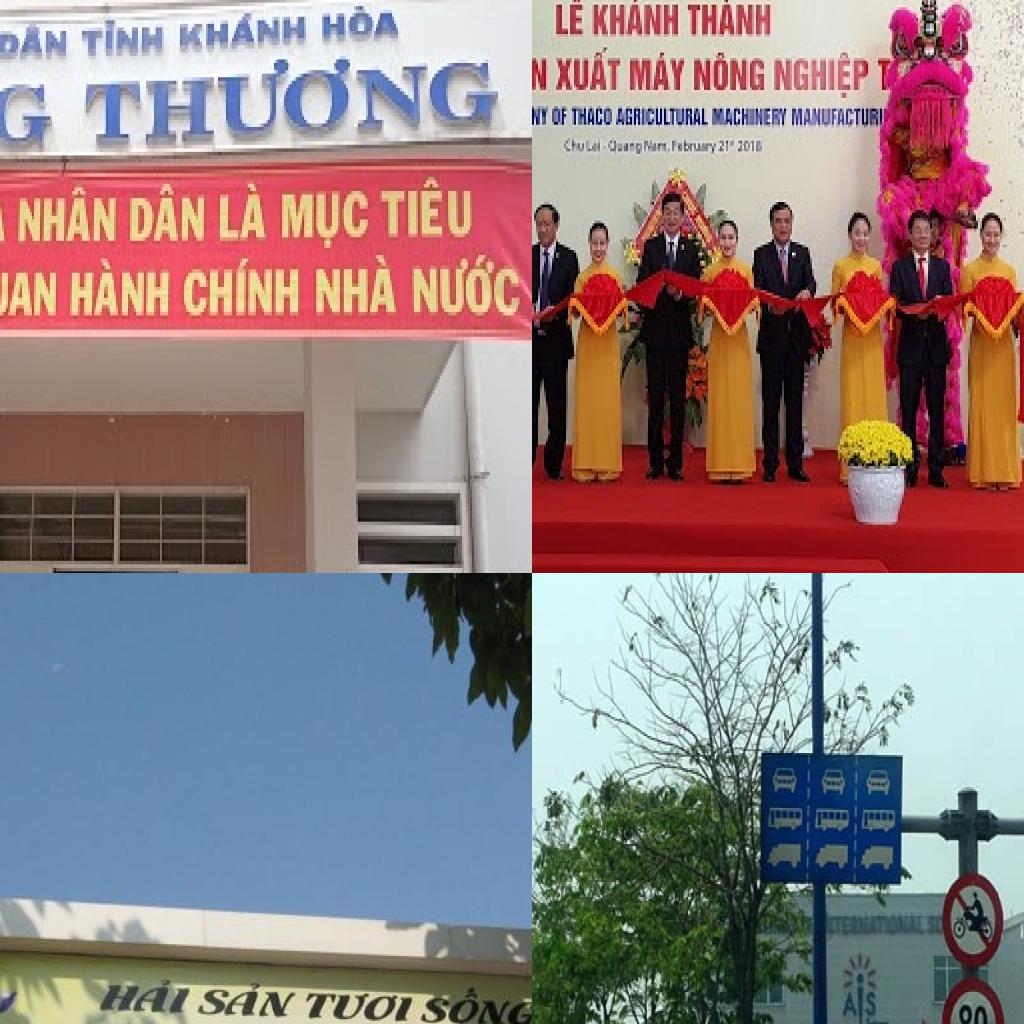 DÂN TỈNH KHÁNH HÒA
G THƯƠNG
NHÂN DÂN LÀ MỤC TIÊU
HÀNH CHÍNH NHÀ NƯỚC
LỄ KHÁNH THÀNH
N XUẤT MÁY NÔNG NGHIỆP T
NY OF THACO AGRICULTURAL MACHINERY MANUFACTURI
Chu Lai - Quang Nam, February 21st 2018
HẢI SẢN TƯƠI SỐNG
INTERNATIONAL
AIS
80